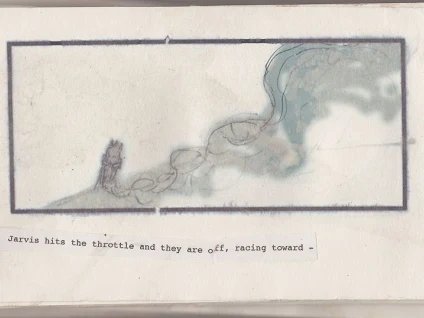 Jarvis hits the throttle and they are off, racing toward –